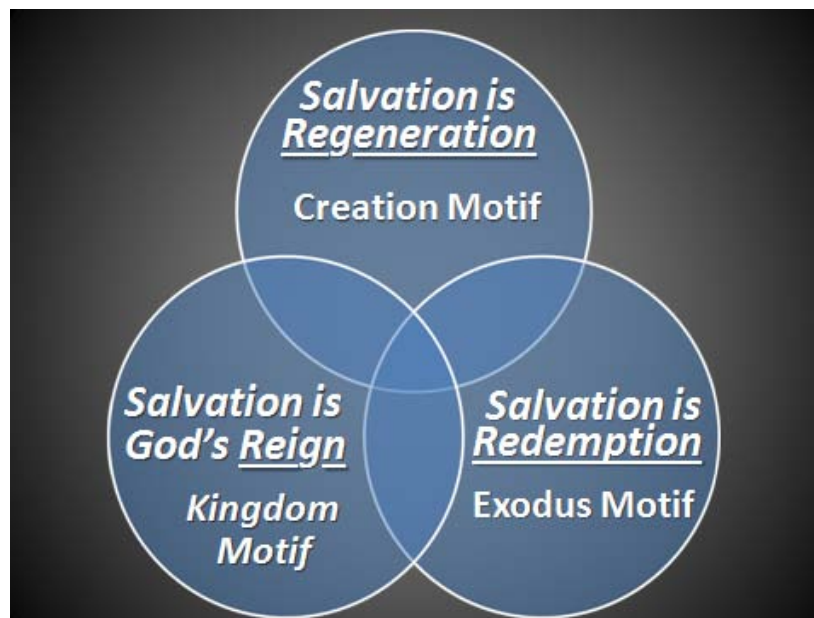 Salvation is
Regeneration
Creation Motif
Salvation is
God's Reign
Kingdom
Motif
Salvation is
Redemption
Exodus Motif